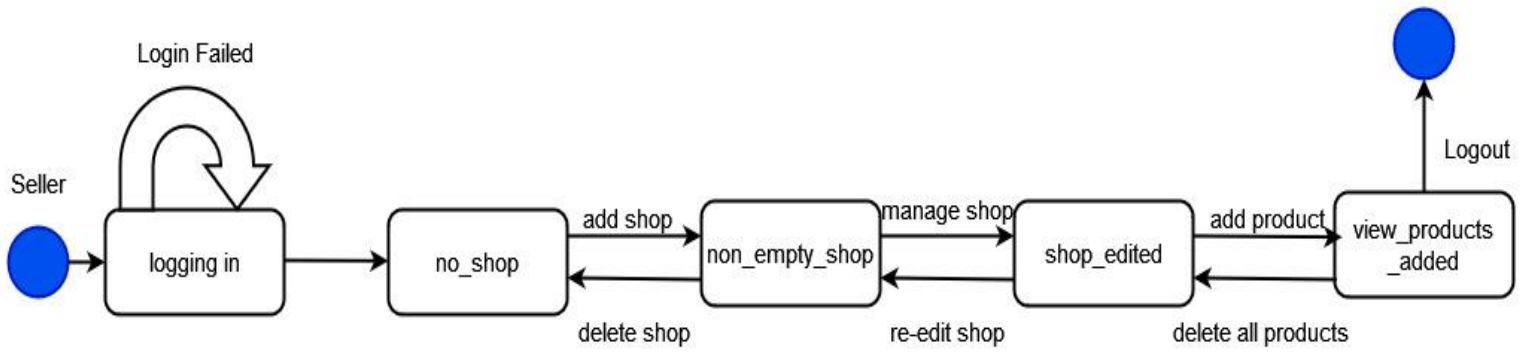 Login Failed
Seller
logging in
no_shop
add shop
delete shop
non_empty_shop
manage shop
re-edit shop
shop_edited
add product
delete all products
view_products
_added
Logout